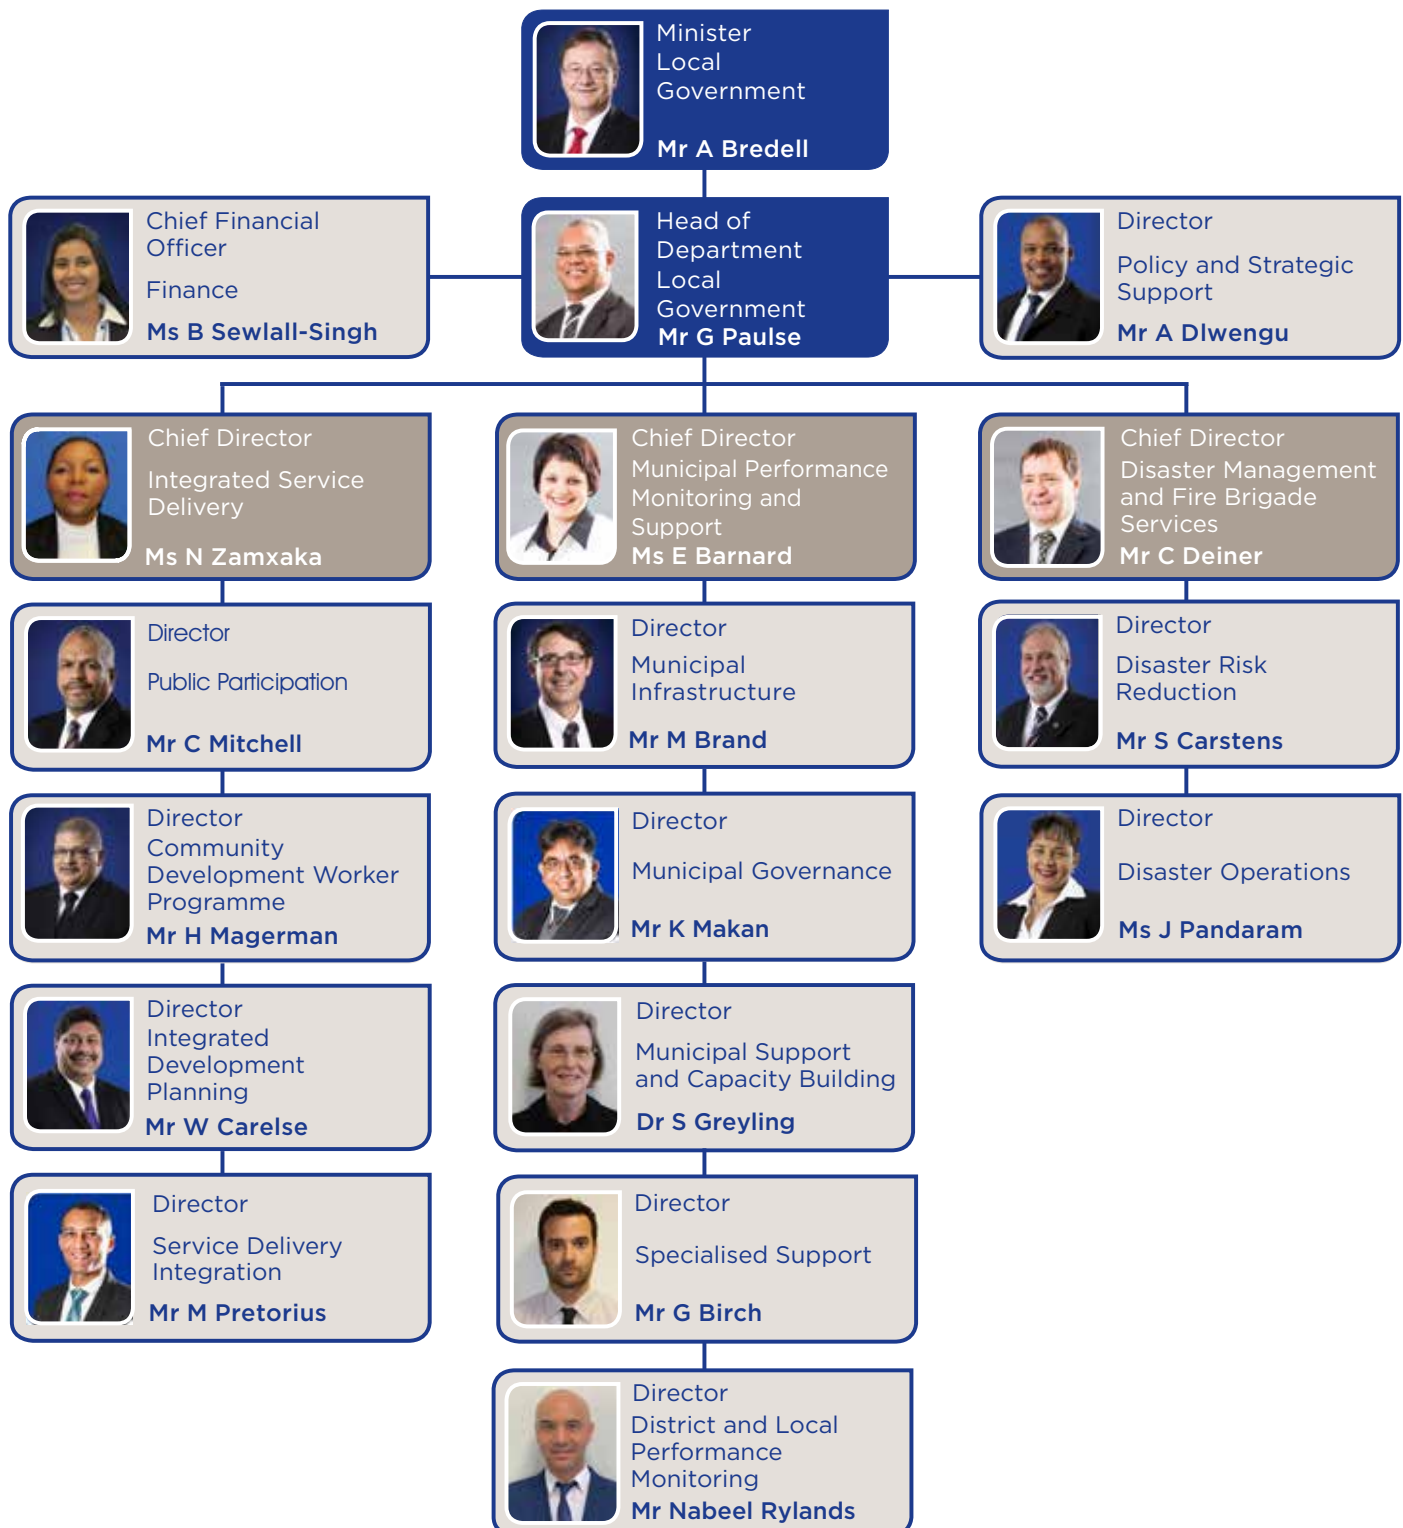 Minister
Local
Government
Mr A Bredell
Chief Financial
Officer
Finance
Ms B Sewlall-Singh
Head of
Department
Local
Government
Mr G Paulse
Director
Policy and Strategic
Support
Mr A Dlwengu
Chief Director
Integrated Service
Delivery
Ms N Zamxaka
Chief Director
Municipal Performance
Monitoring and
Support
Ms E Barnard
Chief Director
Disaster Management
and Fire Brigade
Services
Mr C Deiner
Director
Public Participation
Mr C Mitchell
Director
Municipal
Infrastructure
Mr M Brand
Director
Disaster Risk
Reduction
Mr S Carstens
Director
Community
Development Worker
Programme
Mr H Magerman
Director
Municipal Governance
Mr K Makan
Director
Disaster Operations
Ms J Pandaram
Director
Integrated
Development
Planning
Mr W Carelse
Director
Municipal Support
and Capacity Building
Dr S Greyling
Director
Service Delivery
Integration
Mr M Pretorius
Director
Specialised Support
Mr G Birch
Director
District and Local
Performance
Monitoring
Mr Nabeel Rylands